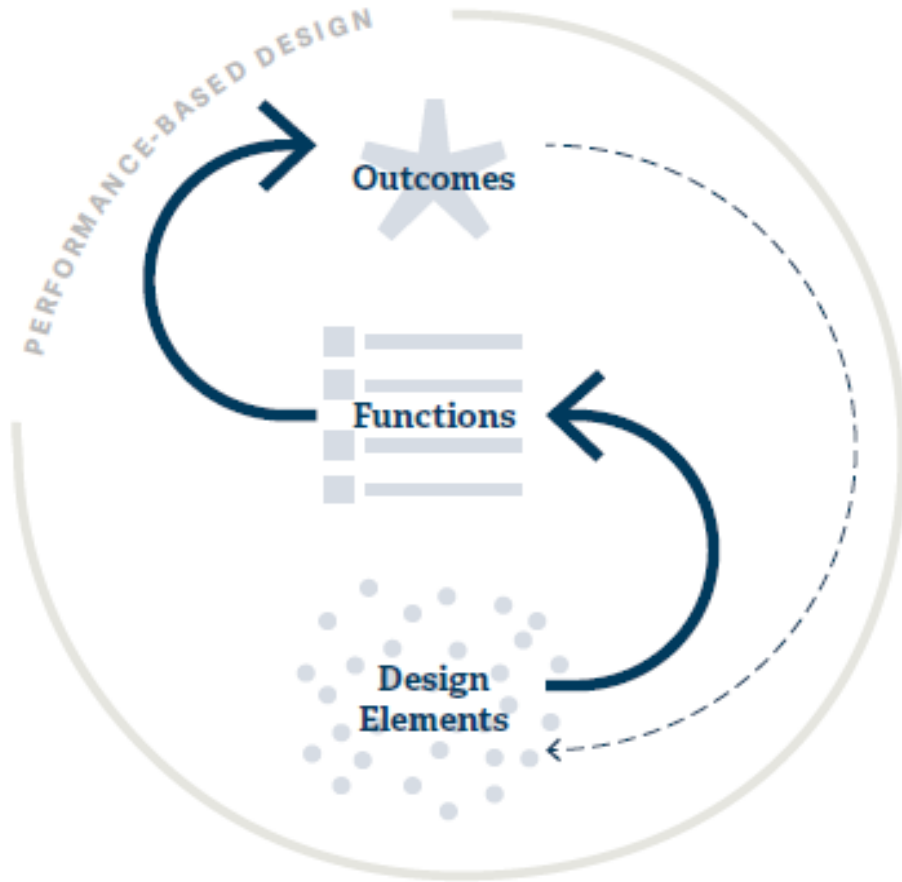 PERFORMANCE-BASED DESIGN
Outcomes
Functions
Design
Elements